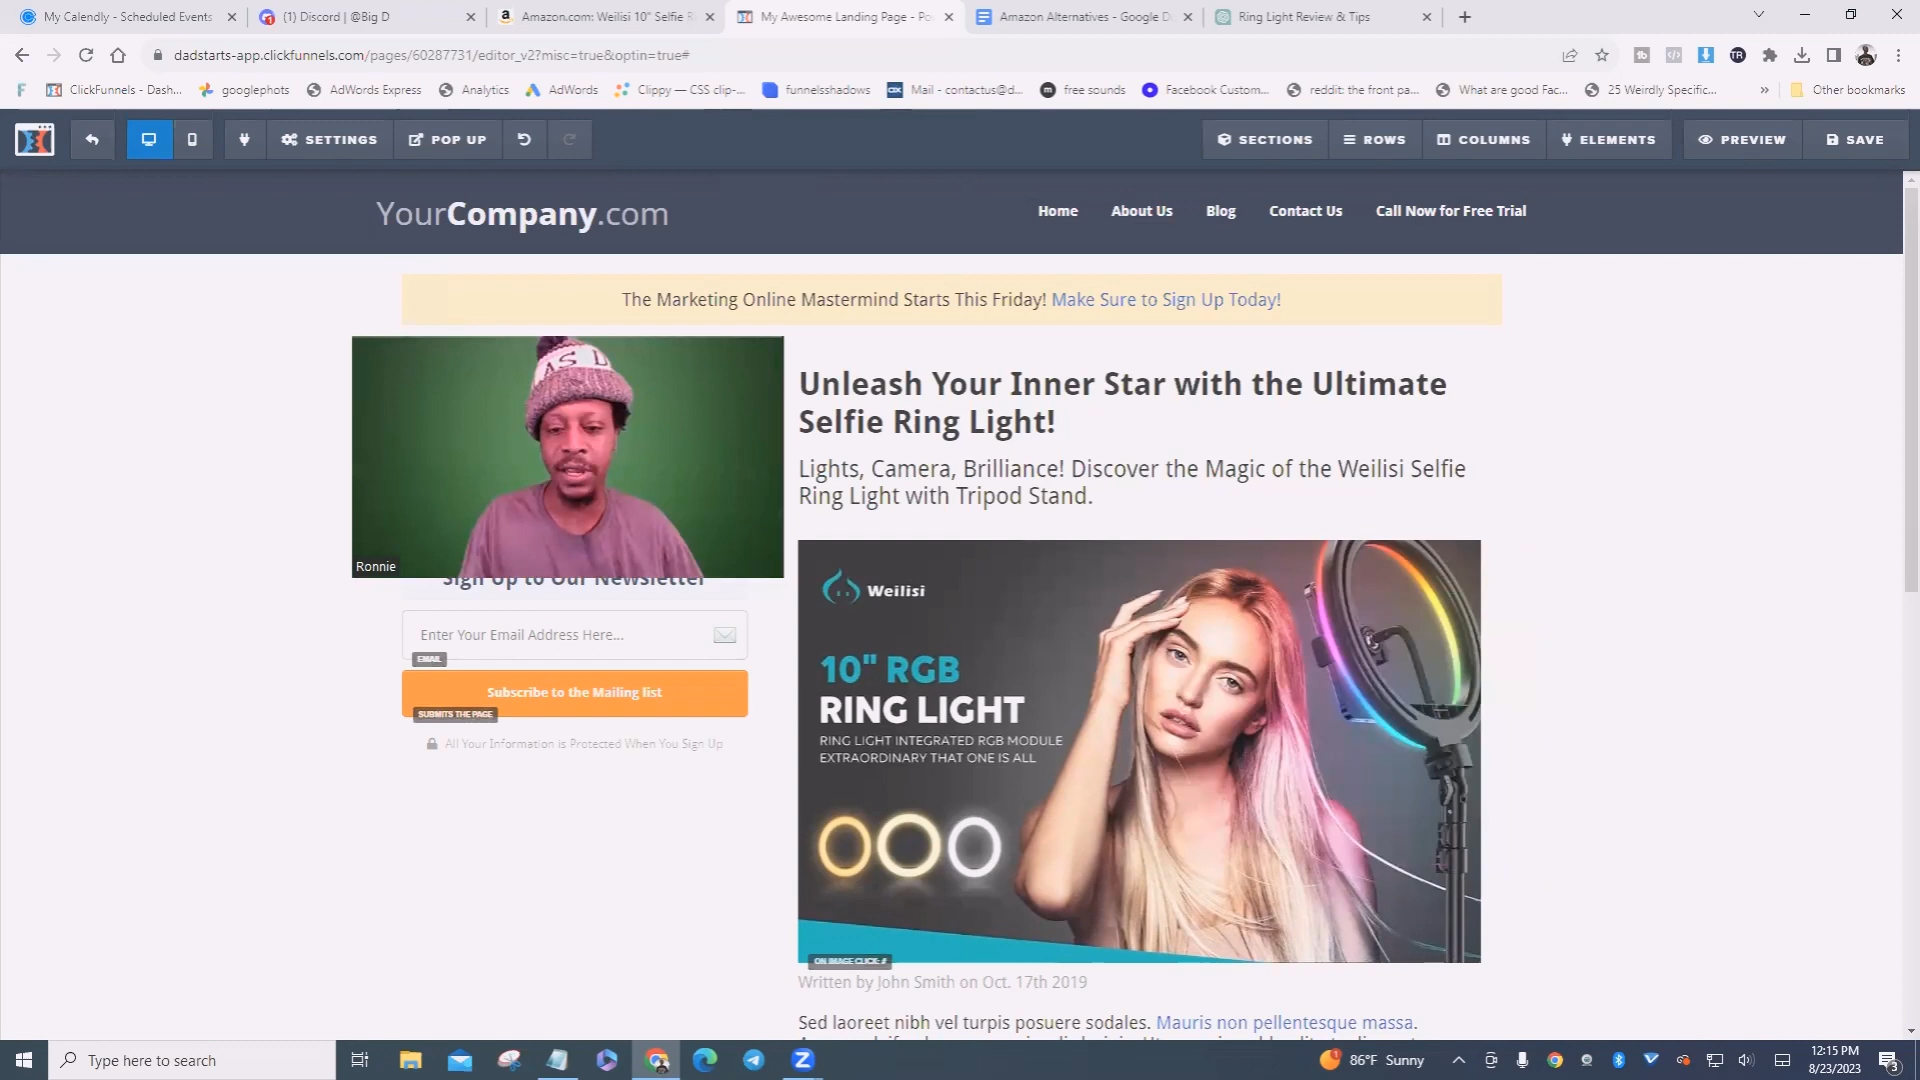 My Calendly - Scheduled Events
(1) Discord | @Big D
Amazon.com: Weilisi 10" Selfie R
My Awesome Landing Page - Po
Amazon Alternatives - Google D
Ring Light Review & Tips
dadstarts-app.clickfunnels.com/pages/60287731/editor_v2?misc=true&optin=true#
ClickFunnels - Dash...
googlephots
AdWords Express
Analytics
AdWords
Clippy — CSS clip-...
funnelsshadows
Mail - contactus@d...
free sounds
Facebook Custom...
reddit: the front pa...
What are good Fac...
25 Weirdly Specific...
»
Other bookmarks
SETTINGS
POP UP
SECTIONS
ROWS
COLUMNS
ELEMENTS
PREVIEW
SAVE
YourCompany.com
Home
About Us
Blog
Contact Us
Call Now for Free Trial
The Marketing Online Mastermind Starts This Friday! Make Sure to Sign Up Today!
AS D
Ronnie
Sign Up to Our Newsletter
Enter Your Email Address Here...
EMAIL
Subscribe to the Mailing list
SUBMITS THE PAGE
All Your Information is Protected When You Sign Up
Unleash Your Inner Star with the Ultimate
Selfie Ring Light!
Lights, Camera, Brilliance! Discover the Magic of the Weilisi Selfie
Ring Light with Tripod Stand.
Weilisi
10" RGB
RING LIGHT
RING LIGHT INTEGRATED RGB MODULE
EXTRAORDINARY THAT ONE IS ALL
ON IMAGE CLICK: #
Written by John Smith on Oct. 17th 2019
Sed laoreet nibh vel turpis posuere sodales. Mauris non pellentesque massa.
Type here to search
86°F Sunny
12:15 PM
8/23/2023
3